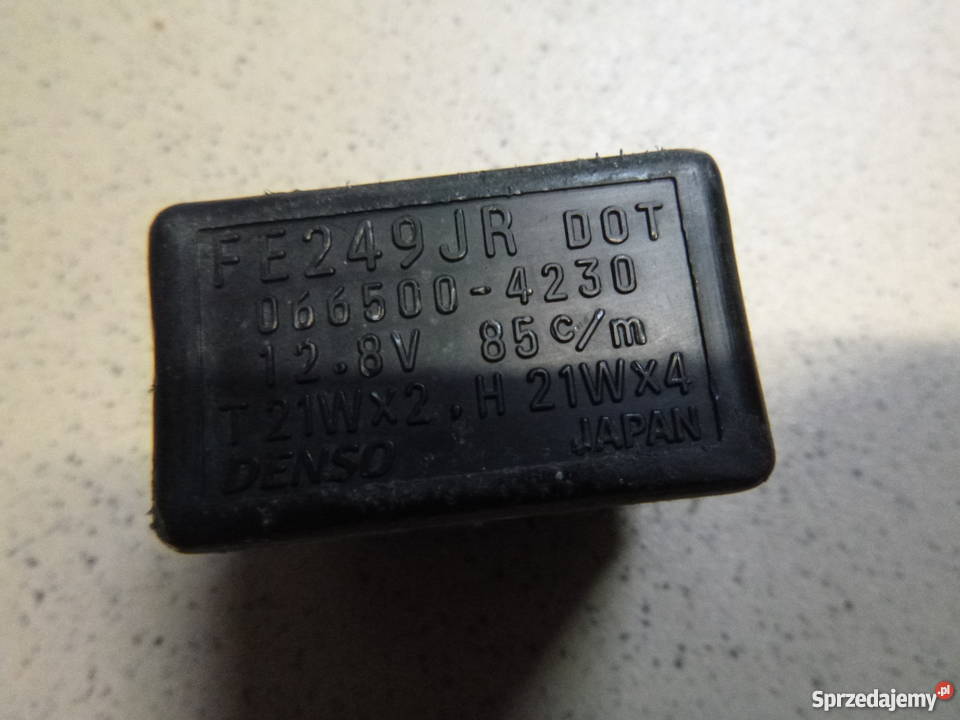 FE249JR DOT
066500-4230
12.8V 85c/m
T 21Wx2, H 21Wx4
DENSO JAPAN
Sprzedajemy.pl